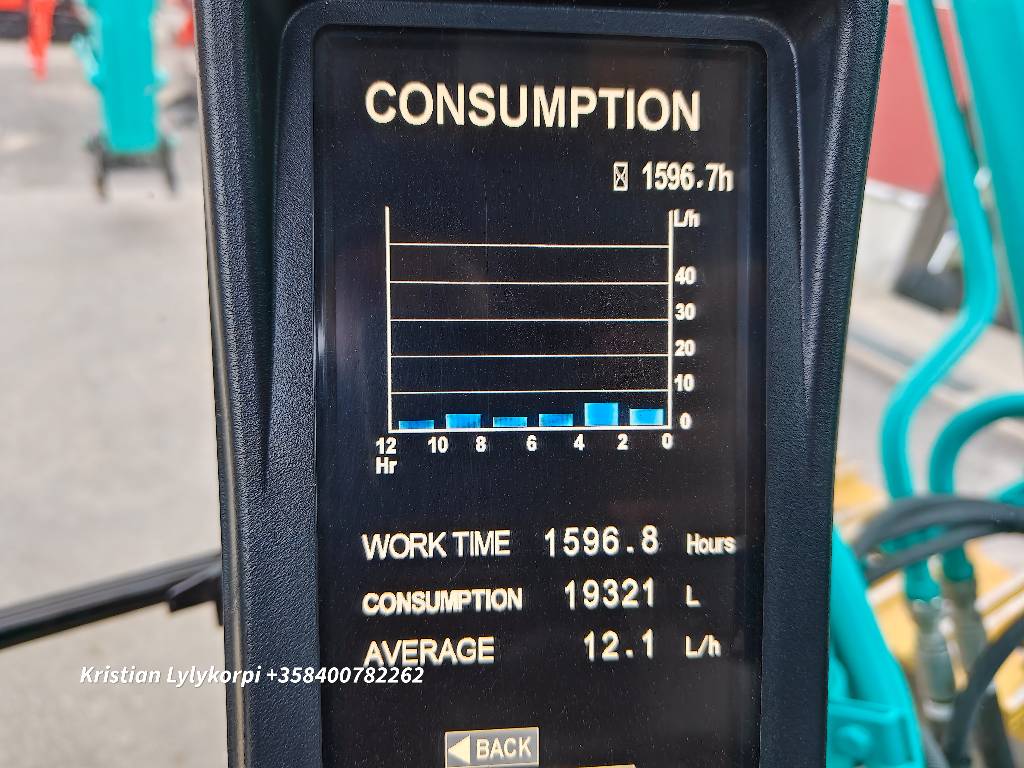 CONSUMPTION
1596.7h
L/h
40
30
20
10
0
12 10 8 6 4 2 0
Hr
WORK TIME 1596.8 Hours
CONSUMPTION 19321 L
AVERAGE 12.1 L/h
Kristian Lylykorpi +358400782262
BACK